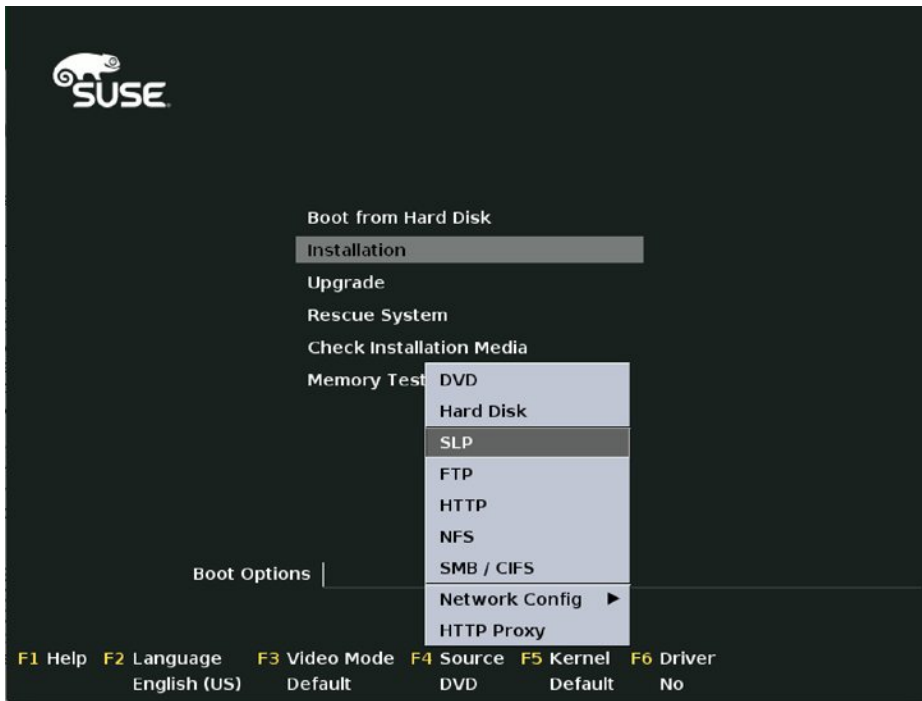 SUSE.
Boot from Hard Disk
Installation
Upgrade
Rescue System
Check Installation Media
Memory Test
DVD
Hard Disk
SLP
FTP
HTTP
NFS
SMB / CIFS
Network Config ▶
HTTP Proxy
Boot Options
F1 Help F2 Language F3 Video Mode F4 Source F5 Kernel F6 Driver
English (US) Default DVD Default No